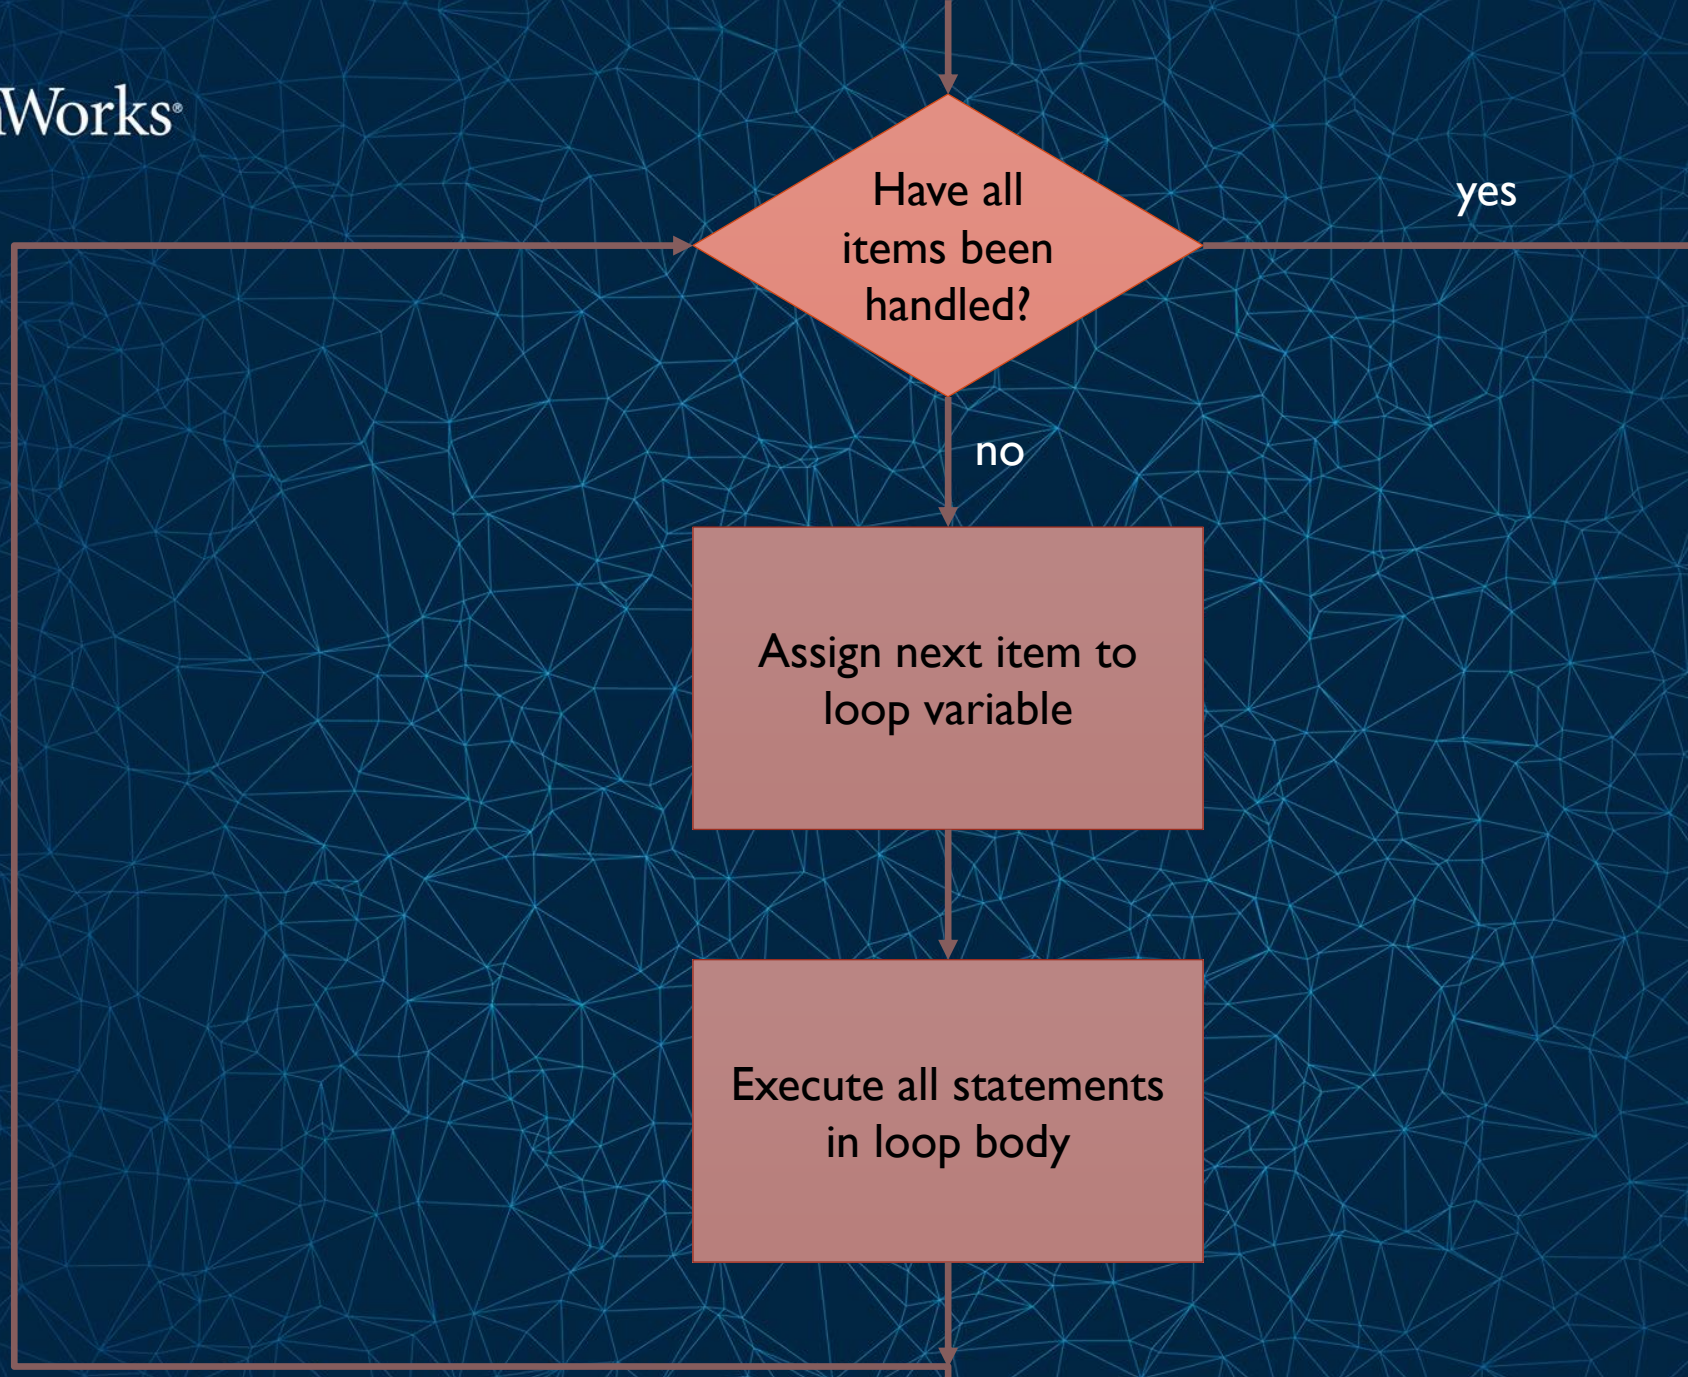 Works®
Have all
items been
handled?
yes
no
Assign next item to
loop variable
Execute all statements
in loop body